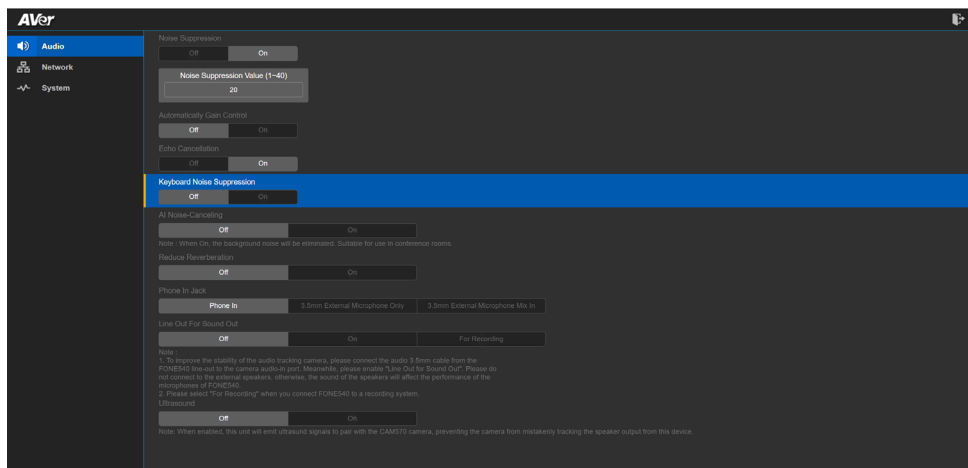 AVer
Audio
Network
System
Noise Suppression
Off On
Noise Suppression Value (1~40)
20
Automatically Gain Control
Off On
Echo Cancellation
Off On
Keyboard Noise Suppression
Off On
AI Noise-Canceling
Off On
Note : When On, the background noise will be eliminated. Suitable for use in conference rooms.
Reduce Reverberation
Off On
Phone In Jack
Phone In 3.5mm External Microphone Only 3.5mm External Microphone Mix In
Line Out For Sound Out
Off On For Recording
Note :
1. To improve the stability of the audio tracking camera, please connect the audio 3.5mm cable from the
FONE540 line-out to the camera audio-in port. Meanwhile, please enable "Line Out for Sound Out". Please do
not connect to the external speakers, otherwise, the sound of the speakers will affect the performance of the
microphones of FONE540.
2. Please select "For Recording" when you connect FONE540 to a recording system.
Ultrasound
Off On
Note: When enabled, this unit will emit ultrasund signals to pair with the CAM570 camera, preventing the camera from mistakenly tracking the speaker output from this device.